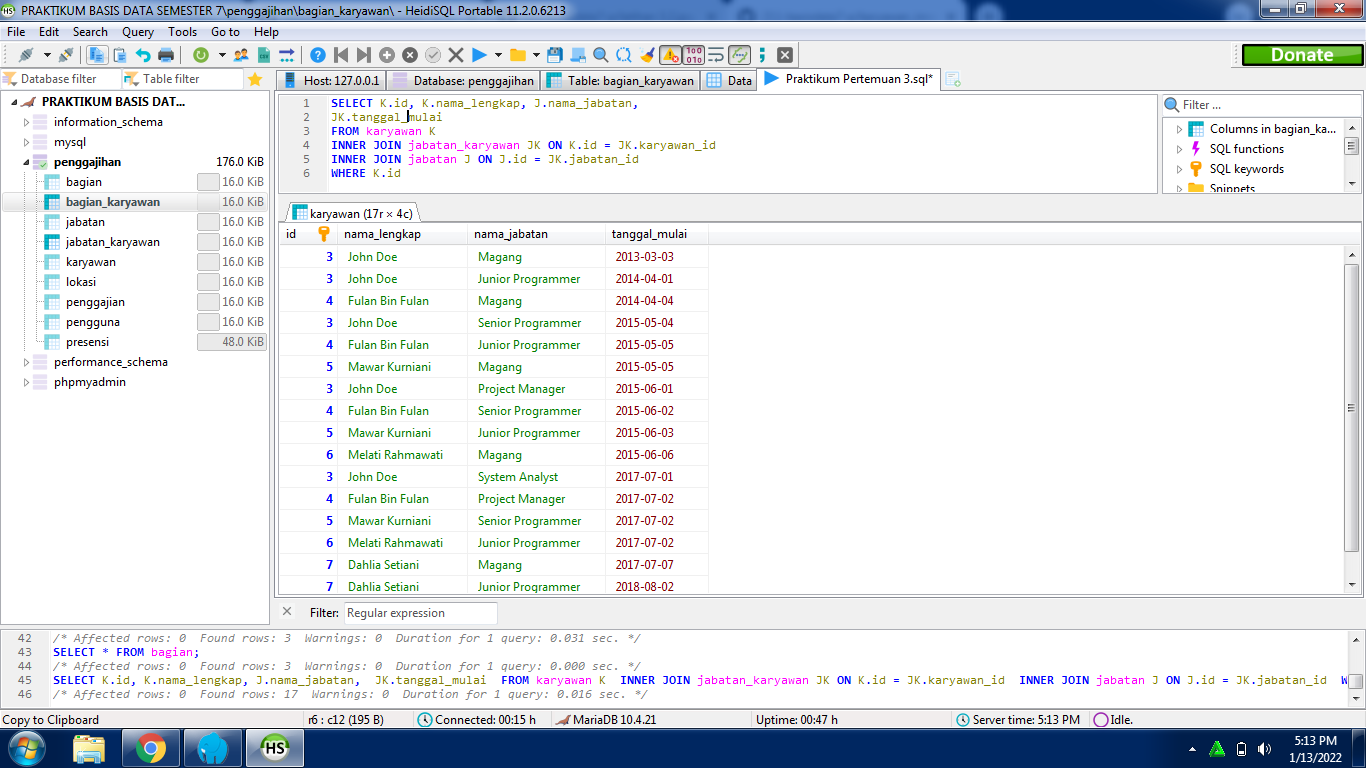 PRAKTIKUM BASIS DATA SEMESTER 7\penggajihan\bagian_karyawan\ - HeidiSQL Portable 11.2.0.6213
File Edit Search Query Tools Go to Help
Donate
Database filter Table filter
Host: 127.0.0.1 Database: penggajihan Table: bagian_karyawan Data Praktikum Pertemuan 3.sql*
PRAKTIKUM BASIS DAT...
information_schema
mysql
penggajihan 176.0 KiB
bagian 16.0 KiB
bagian_karyawan 16.0 KiB
jabatan 16.0 KiB
jabatan_karyawan 16.0 KiB
karyawan 16.0 KiB
lokasi 16.0 KiB
penggajian 16.0 KiB
pengguna 16.0 KiB
presensi 48.0 KiB
performance_schema
phpmyadmin
1 SELECT K.id, K.nama_lengkap, J.nama_jabatan,
2 JK.tanggal_mulai
3 FROM karyawan K
4 INNER JOIN jabatan_karyawan JK ON K.id = JK.karyawan_id
5 INNER JOIN jabatan J ON J.id = JK.jabatan_id
6 WHERE K.id
Filter ...
Columns in bagian_ka...
SQL functions
SQL keywords
Snippets
karyawan (17r × 4c)
id nama_lengkap nama_jabatan tanggal_mulai
3 John Doe Magang 2013-03-03
3 John Doe Junior Programmer 2014-04-01
4 Fulan Bin Fulan Magang 2014-04-04
3 John Doe Senior Programmer 2015-05-04
4 Fulan Bin Fulan Junior Programmer 2015-05-05
5 Mawar Kurniani Magang 2015-05-05
3 John Doe Project Manager 2015-06-01
4 Fulan Bin Fulan Senior Programmer 2015-06-02
5 Mawar Kurniani Junior Programmer 2015-06-03
6 Melati Rahmawati Magang 2015-06-06
3 John Doe System Analyst 2017-07-01
4 Fulan Bin Fulan Project Manager 2017-07-02
5 Mawar Kurniani Senior Programmer 2017-07-02
6 Melati Rahmawati Junior Programmer 2017-07-02
7 Dahlia Setiani Magang 2017-07-07
7 Dahlia Setiani Junior Programmer 2018-08-02
Filter: Regular expression
42 /* Affected rows: 0 Found rows: 3 Warnings: 0 Duration for 1 query: 0.031 sec. */
43 SELECT * FROM bagian;
44 /* Affected rows: 0 Found rows: 3 Warnings: 0 Duration for 1 query: 0.000 sec. */
45 SELECT K.id, K.nama_lengkap, J.nama_jabatan, JK.tanggal_mulai FROM karyawan K INNER JOIN jabatan_karyawan JK ON K.id = JK.karyawan_id INNER JOIN jabatan J ON J.id = JK.jabatan_id W
46 /* Affected rows: 0 Found rows: 17 Warnings: 0 Duration for 1 query: 0.016 sec. */
Copy to Clipboard r6 : c12 (195 B) Connected: 00:15 h MariaDB 10.4.21 Uptime: 00:47 h Server time: 5:13 PM Idle.
HS
5:13 PM
1/13/2022